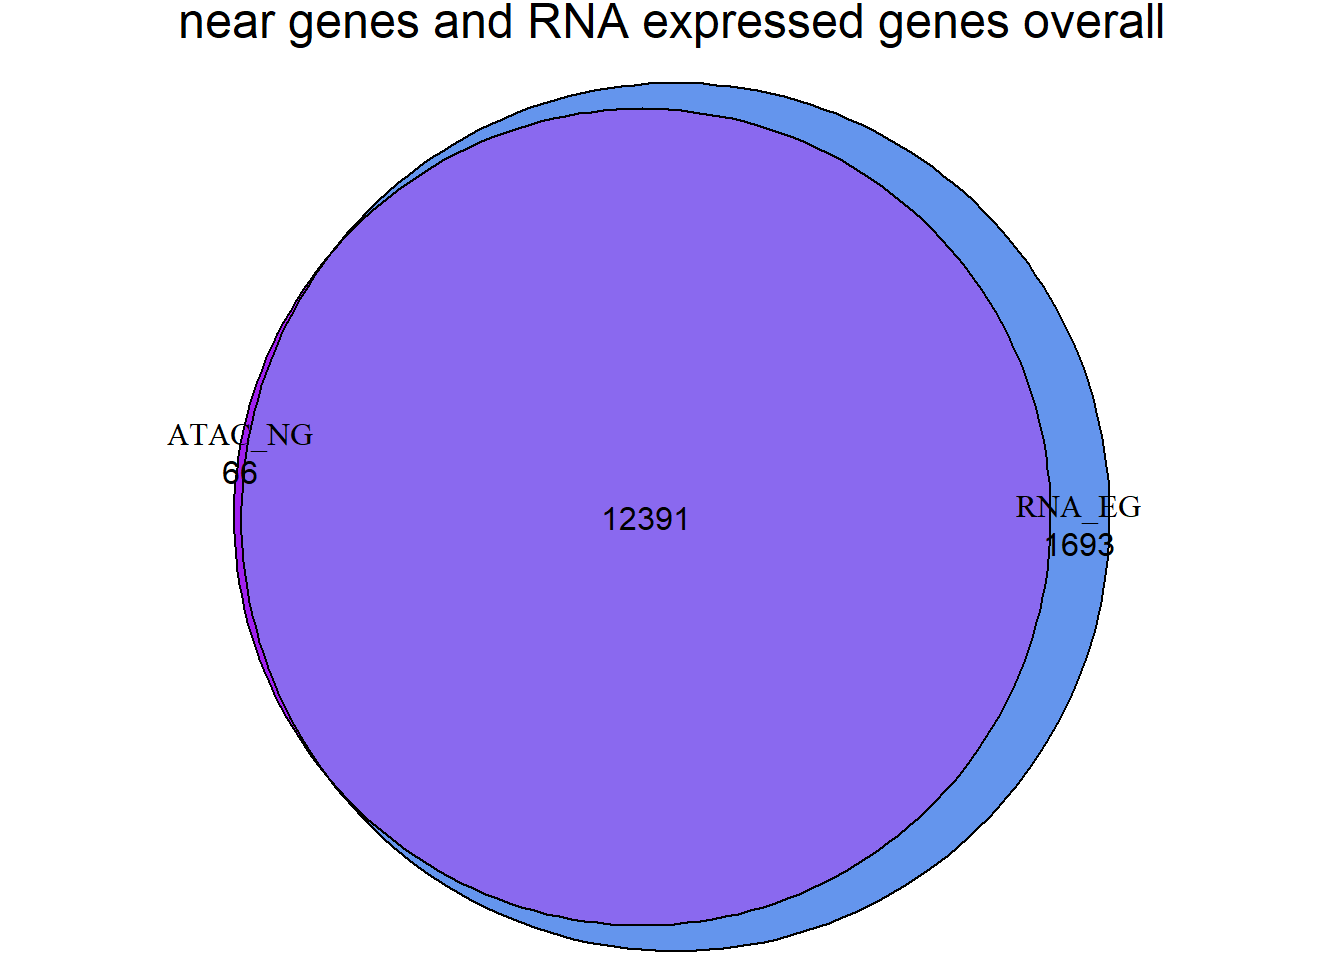 near genes and RNA expressed genes overall
ATAC_NG
66
12391
RNA_EG
1693